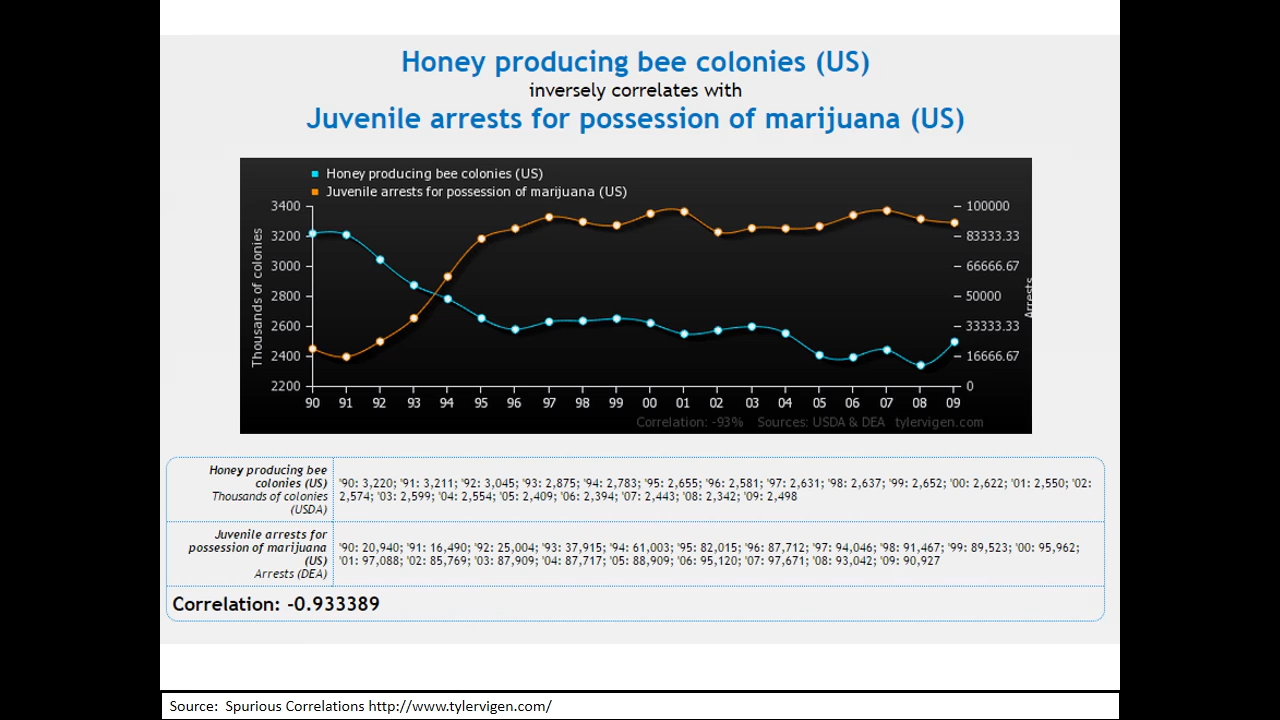 Honey producing bee colonies (US)
inversely correlates with
Juvenile arrests for possession of marijuana (US)
Honey producing bee colonies (US)
Juvenile arrests for possession of marijuana (US)
Thousands of colonies
3400
3200
3000
2800
2600
2400
2200
100000
83333.33
66666.67
50000
33333.33
16666.67
0
Arrests
90 91 92 93 94 95 96 97 98 99 00 01 02 03 04 05 06 07 08 09
Correlation: -93% Sources: USDA & DEA tylervigen.com
Honey producing bee
colonies (US)
Thousands of colonies
(USDA)
'90: 3,220; '91: 3,211; '92: 3,045; '93: 2,875; '94: 2,783; '95: 2,655; '96: 2,581; '97: 2,631; '98: 2,637; '99: 2,652; '00: 2,622; '01: 2,550; '02:
2,574; '03: 2,599; '04: 2,554; '05: 2,409; '06: 2,394; '07: 2,443; '08: 2,342; '09: 2,498
Juvenile arrests for
possession of marijuana
(US)
Arrests (DEA)
'90: 20,940; '91: 16,490; '92: 25,004; '93: 37,915; '94: 61,003; '95: 82,015; '96: 87,712; '97: 94,046; '98: 91,467; '99: 89,523; '00: 95,962;
'01: 97,088; '02: 85,769; '03: 87,909; '04: 87,717; '05: 88,909; '06: 95,120; '07: 97,671; '08: 93,042; '09: 90,927
Correlation: -0.933389
Source: Spurious Correlations http://www.tylervigen.com/